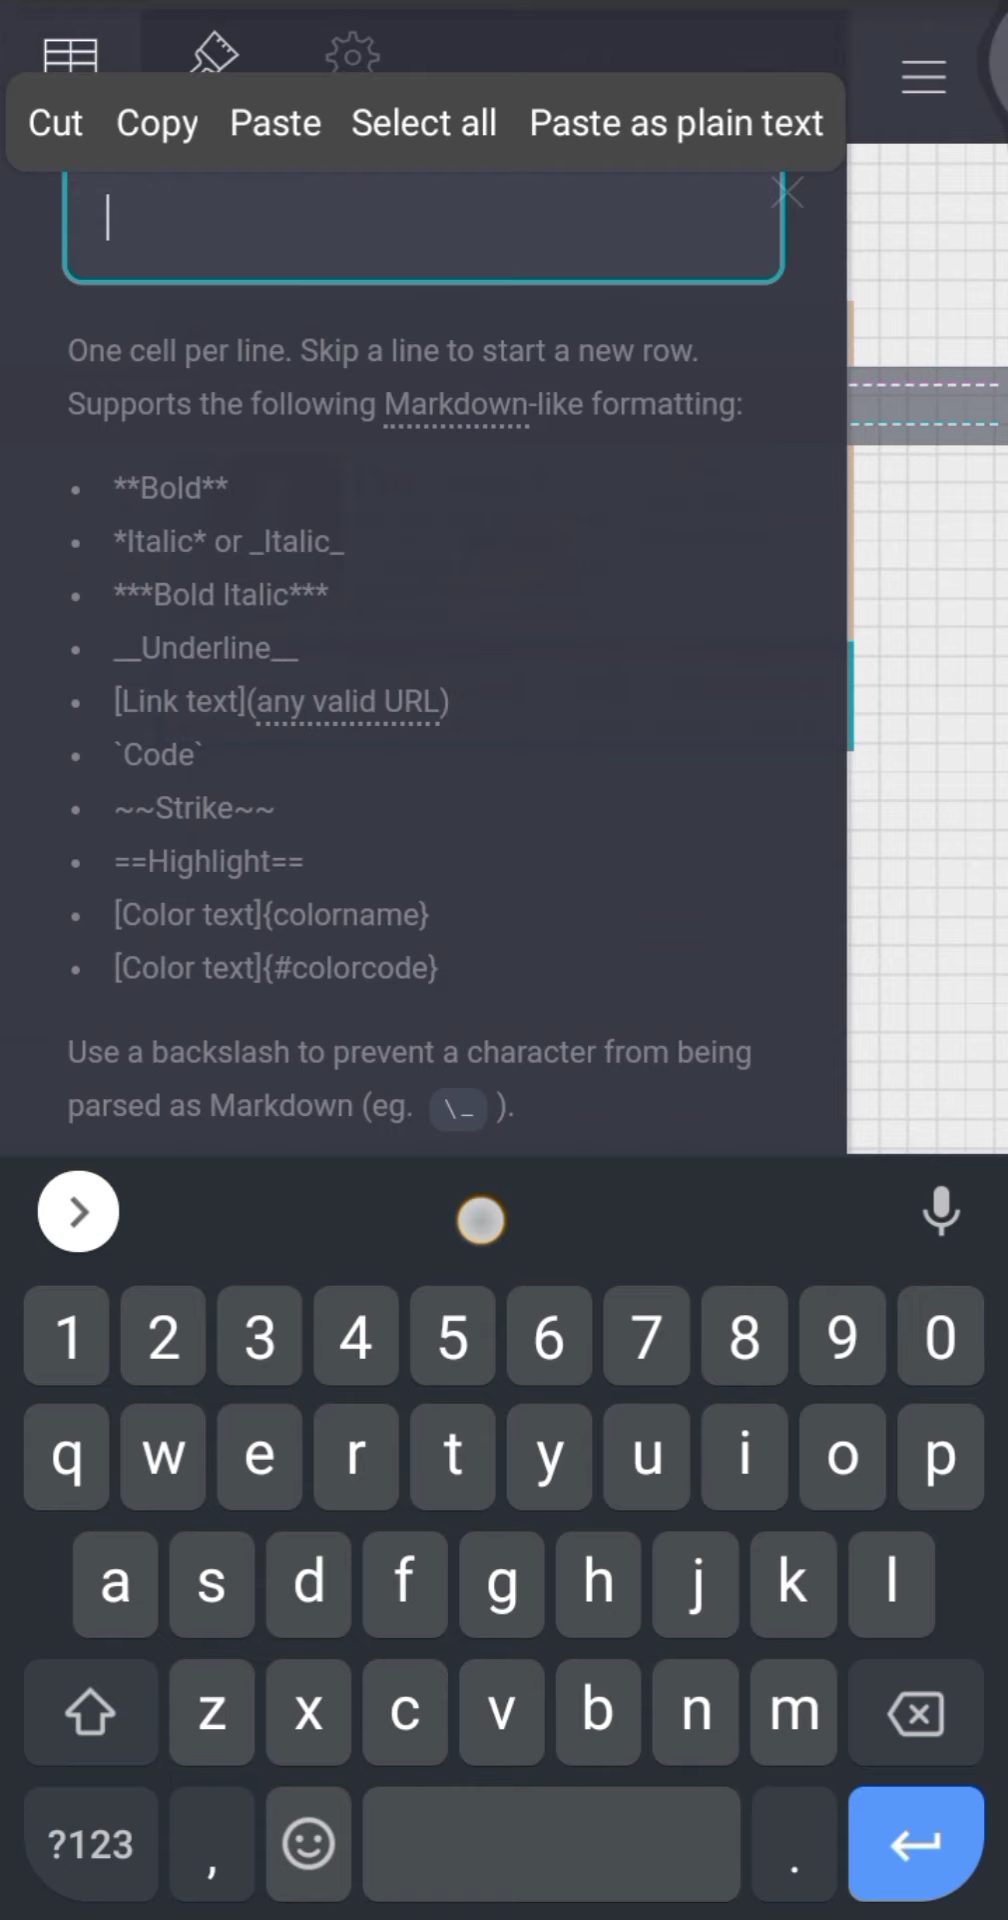 Cut Copy Paste Select all Paste as plain text
One cell per line. Skip a line to start a new row.
Supports the following Markdown-like formatting:
• **Bold**
• *Italic* or _Italic_
• ***Bold Italic***
• __Underline__
• [Link text](any valid URL)
• `Code`
• ~~Strike~~
• ==Highlight==
• [Color text]{colorname}
• [Color text]{#colorcode}
Use a backslash to prevent a character from being
parsed as Markdown (eg. \_ ).
1 2 3 4 5 6 7 8 9 0
q w e r t y u i o p
a s d f g h j k l
z x c v b n m
?123 , .